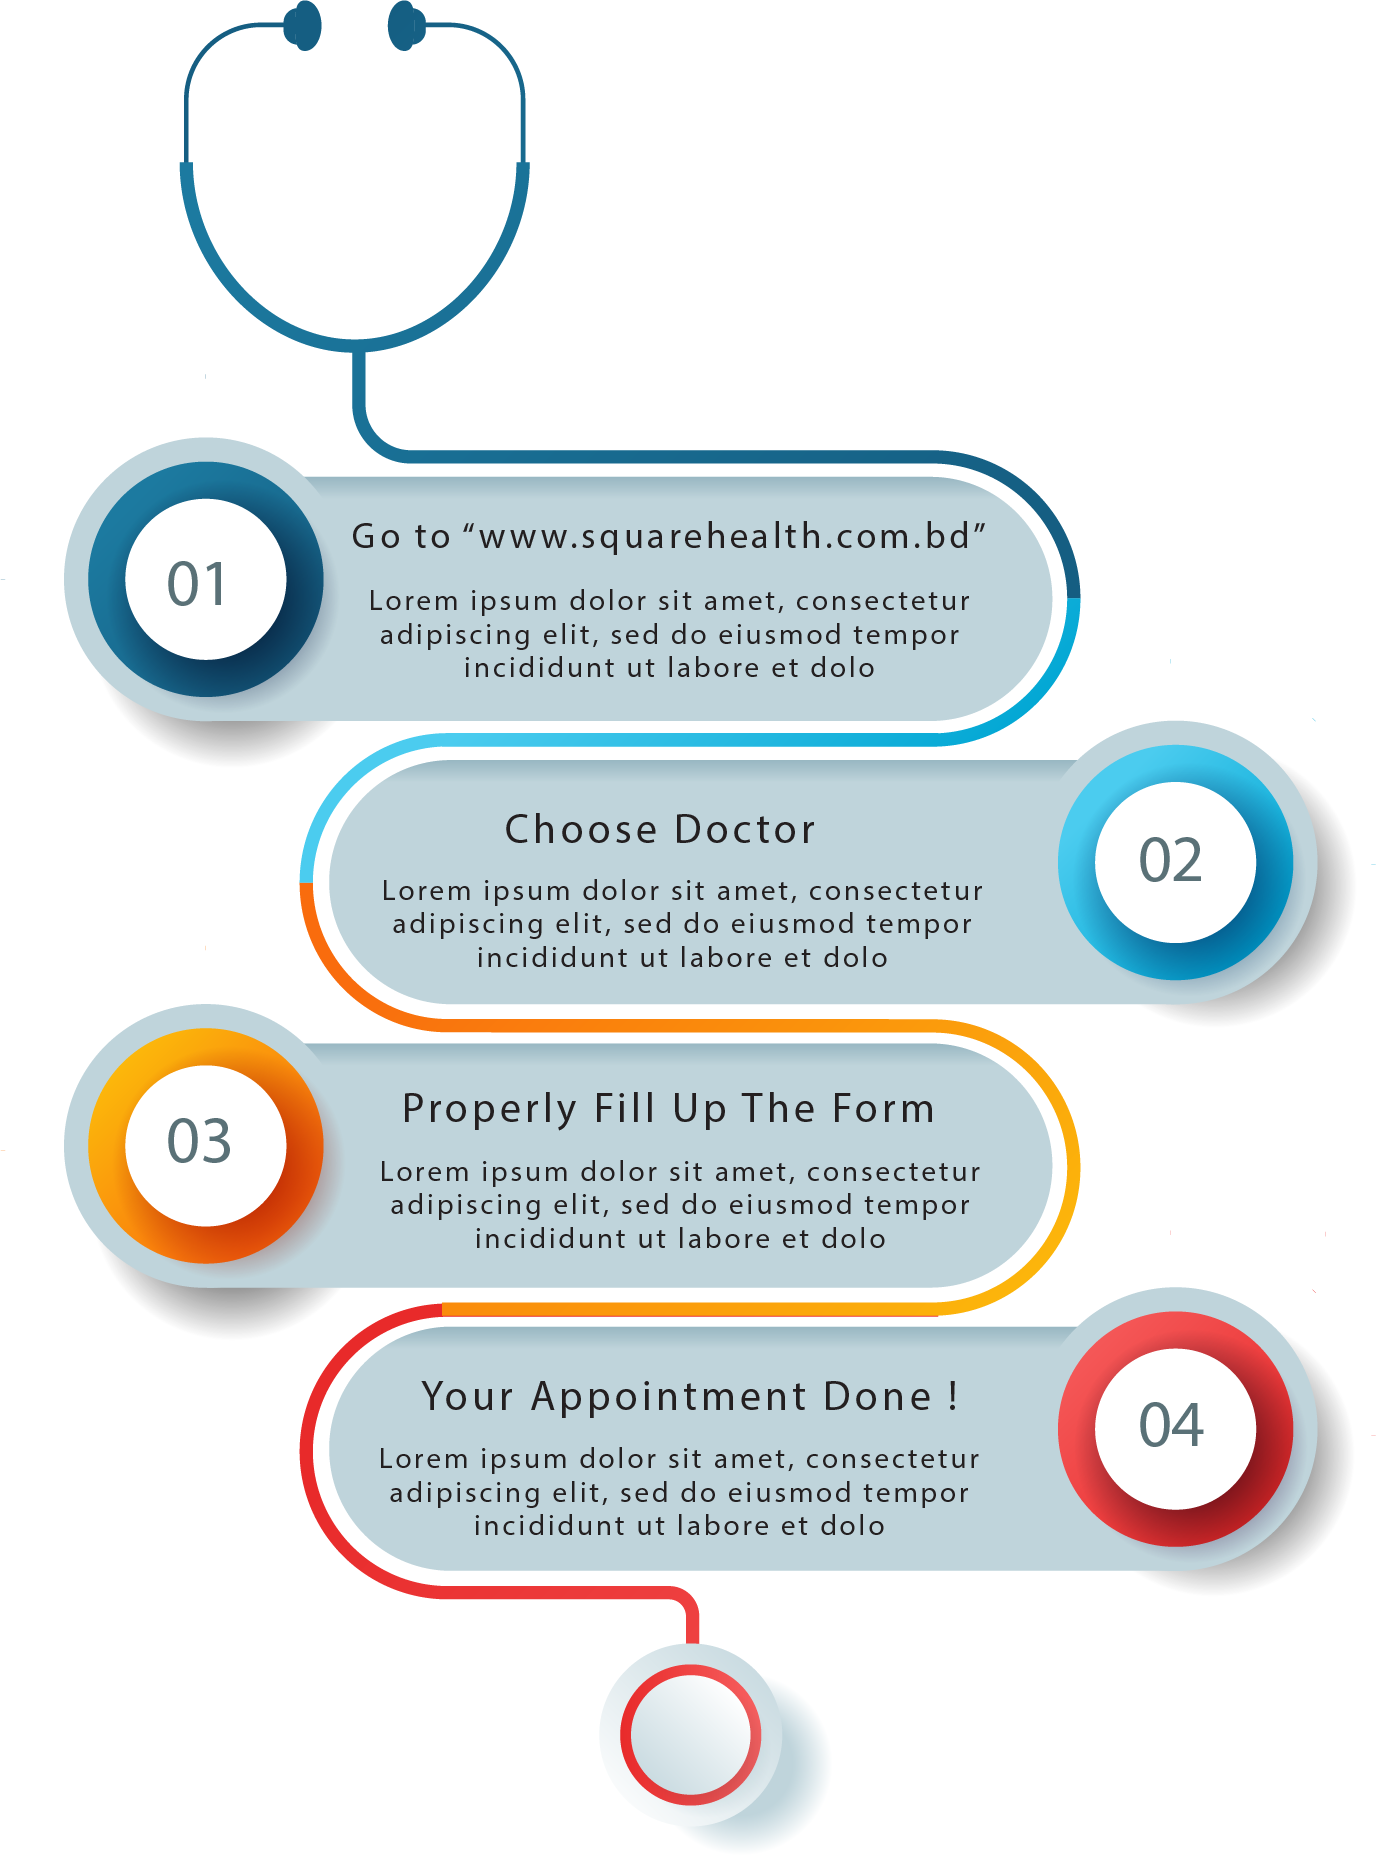 01
Go to “www.squarehealth.com.bd”
Lorem ipsum dolor sit amet, consectetur
adipiscing elit, sed do eiusmod tempor
incididunt ut labore et dolo
02
Choose Doctor
Lorem ipsum dolor sit amet, consectetur
adipiscing elit, sed do eiusmod tempor
incididunt ut labore et dolo
03
Properly Fill Up The Form
Lorem ipsum dolor sit amet, consectetur
adipiscing elit, sed do eiusmod tempor
incididunt ut labore et dolo
04
Your Appointment Done !
Lorem ipsum dolor sit amet, consectetur
adipiscing elit, sed do eiusmod tempor
incididunt ut labore et dolo